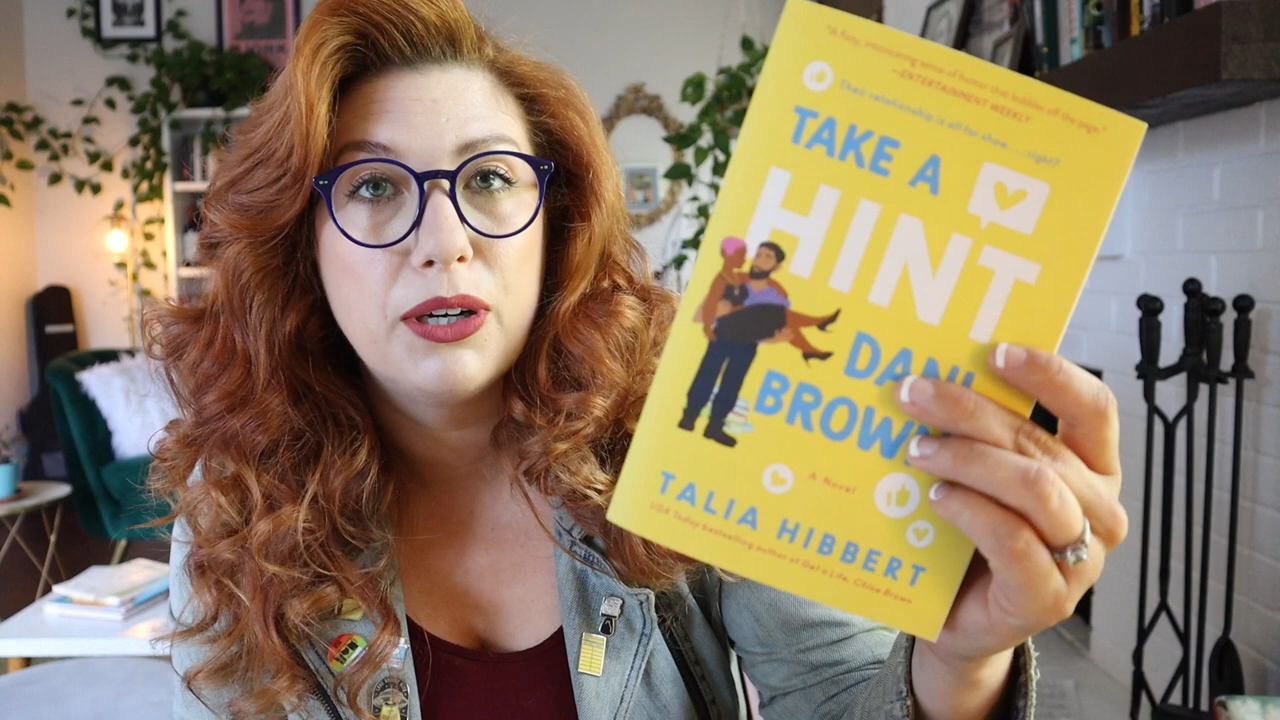 "A sexy, entertaining sense of humor that bubbles off the page."
—ENTERTAINMENT WEEKLY
Their relationship is all for show . . . right?
TAKE A
HINT
DANI
BROWN
A Novel
TALIA HIBBERT
USA Today bestselling author of Get a Life, Chloe Brown